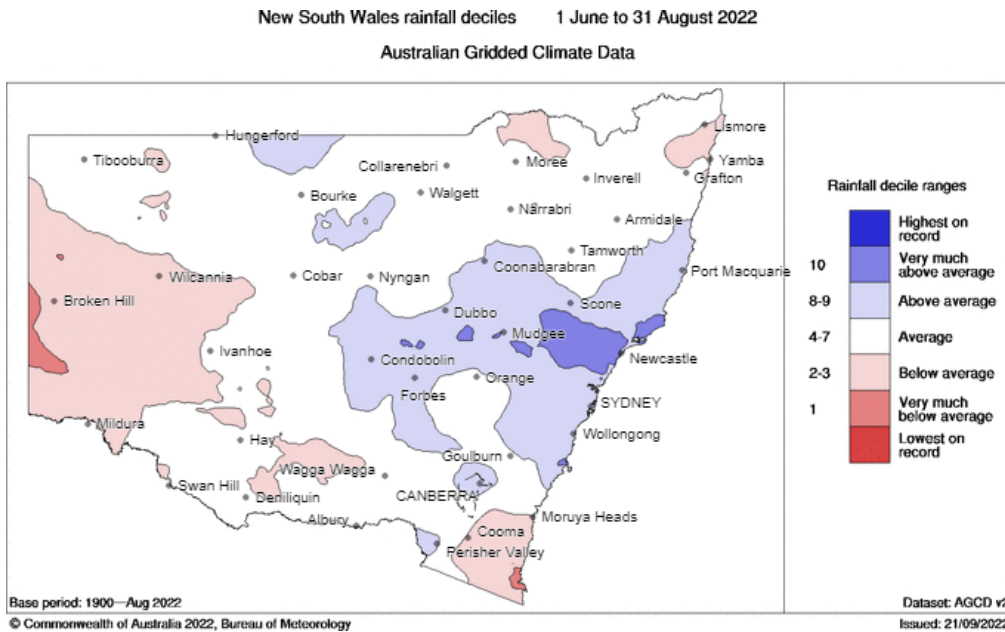 New South Wales rainfall deciles 1 June to 31 August 2022
Australian Gridded Climate Data
Hungerford
Lismore
Tibooburra
Collarenebri
Moree
Yamba
Grafton
Inverell
Bourke
Walgett
Narrabri
Armidale
Tamworth
Coonabarabran
Port Macquarie
Wilcannia
Cobar
Nyngan
Broken Hill
Scone
Dubbo
Mudgee
Ivanhoe
Condobolin
Newcastle
Orange
Forbes
SYDNEY
Mildura
Hay
Wollongong
Goulburn
Wagga Wagga
Swan Hill
Deniliquin
CANBERRA
Albury
Moruya Heads
Cooma
Perisher Valley
Rainfall decile ranges
Highest on
record
10 Very much
above average
8-9 Above average
4-7 Average
2-3 Below average
1 Very much
below average
Lowest on
record
Base period: 1900—Aug 2022
Dataset: AGCD v2
© Commonwealth of Australia 2022, Bureau of Meteorology
Issued: 21/09/2022